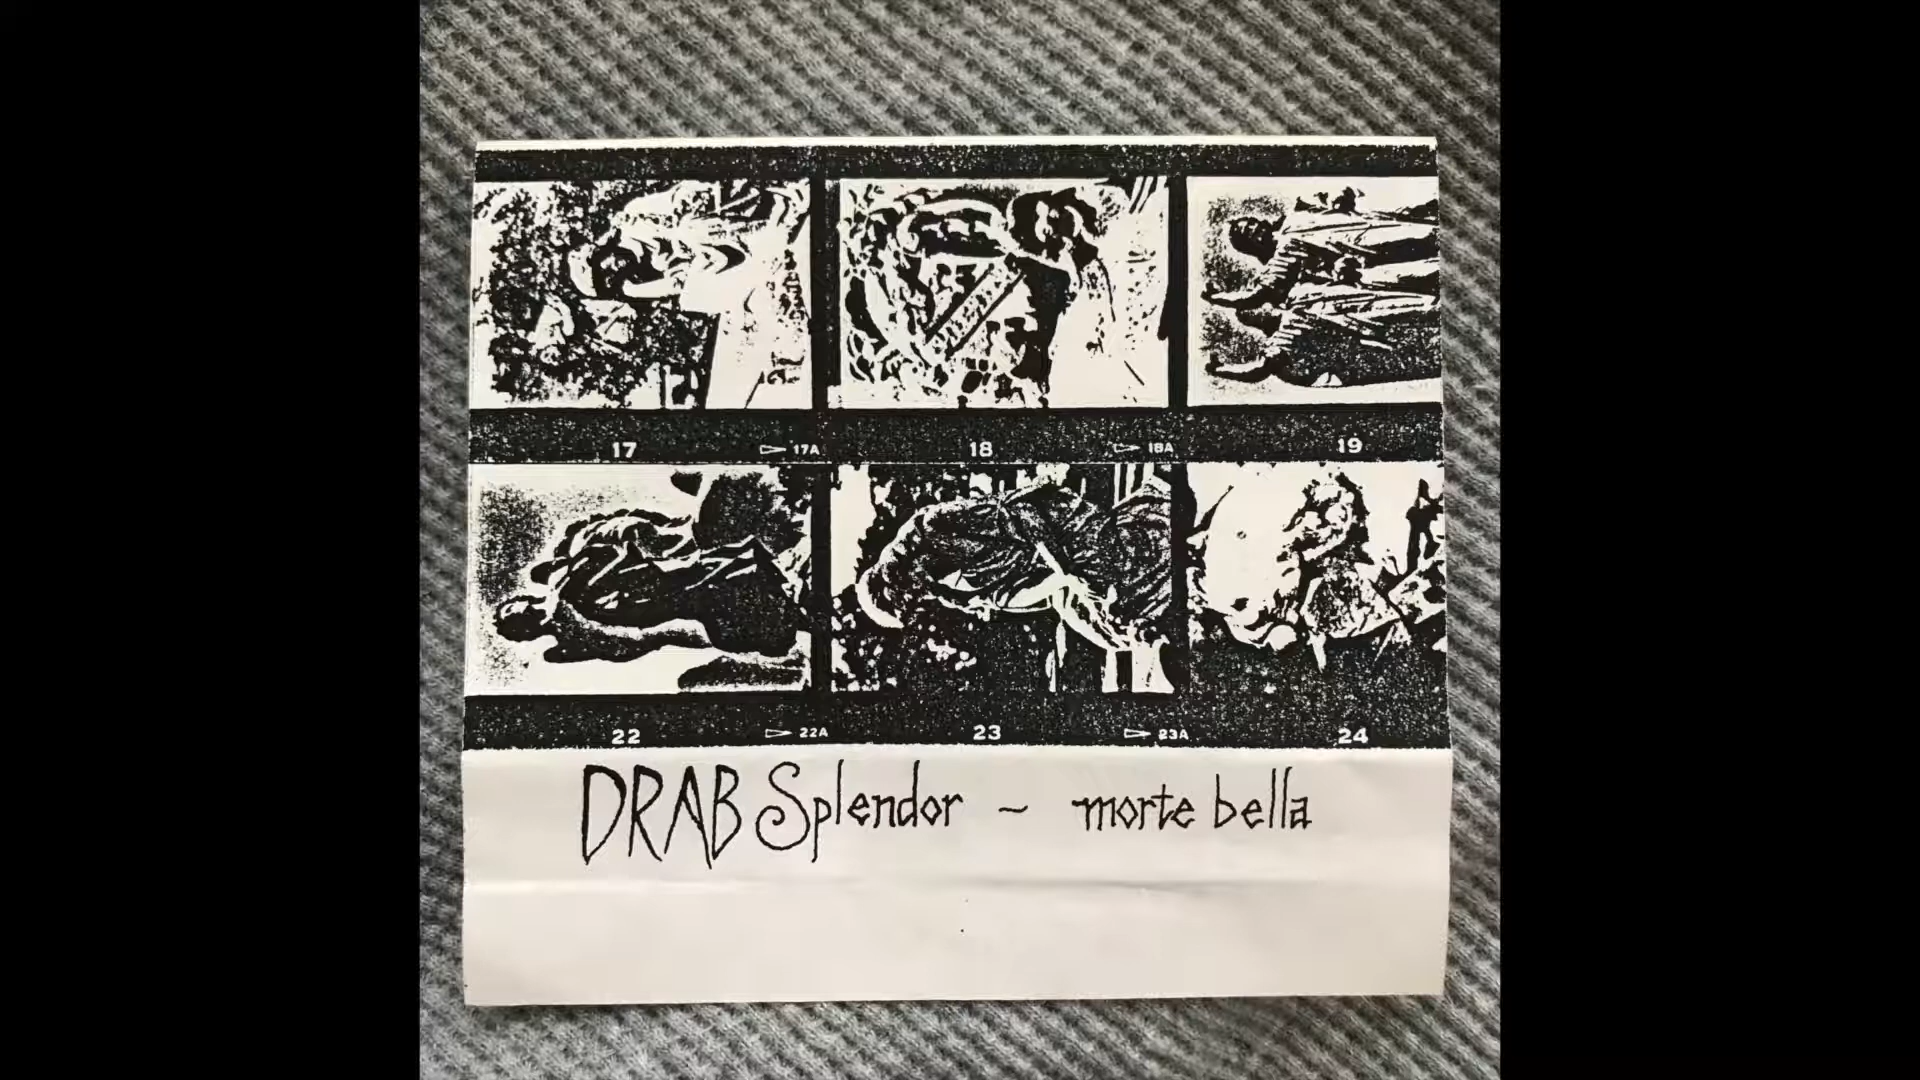 17 ▷ 17A 18 ▷ 18A 19
22 ▷ 22A 23 ▷ 23A 24
DRAB Splendor ~ morte bella